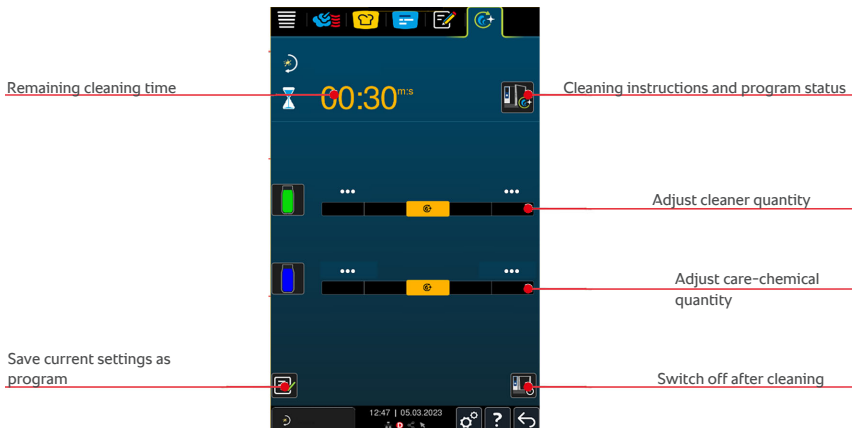 Remaining cleaning time
00:30 m:s
Cleaning instructions and program status
Adjust cleaner quantity
Adjust care-chemical
quantity
Save current settings as
program
Switch off after cleaning
12:47 | 05.03.2023
?